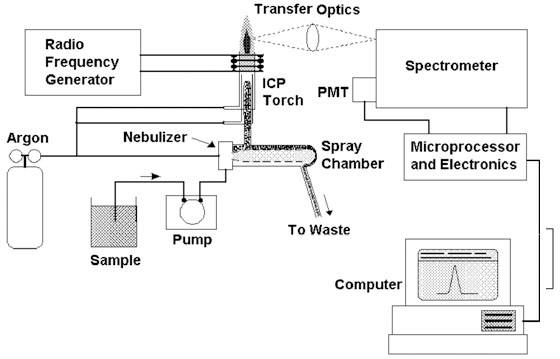 Transfer Optics
Radio
Frequency
Generator
ICP
Torch
Spectrometer
PMT
Argon
Nebulizer
Spray
Chamber
Microprocessor
and Electronics
Pump
Sample
To Waste
Computer